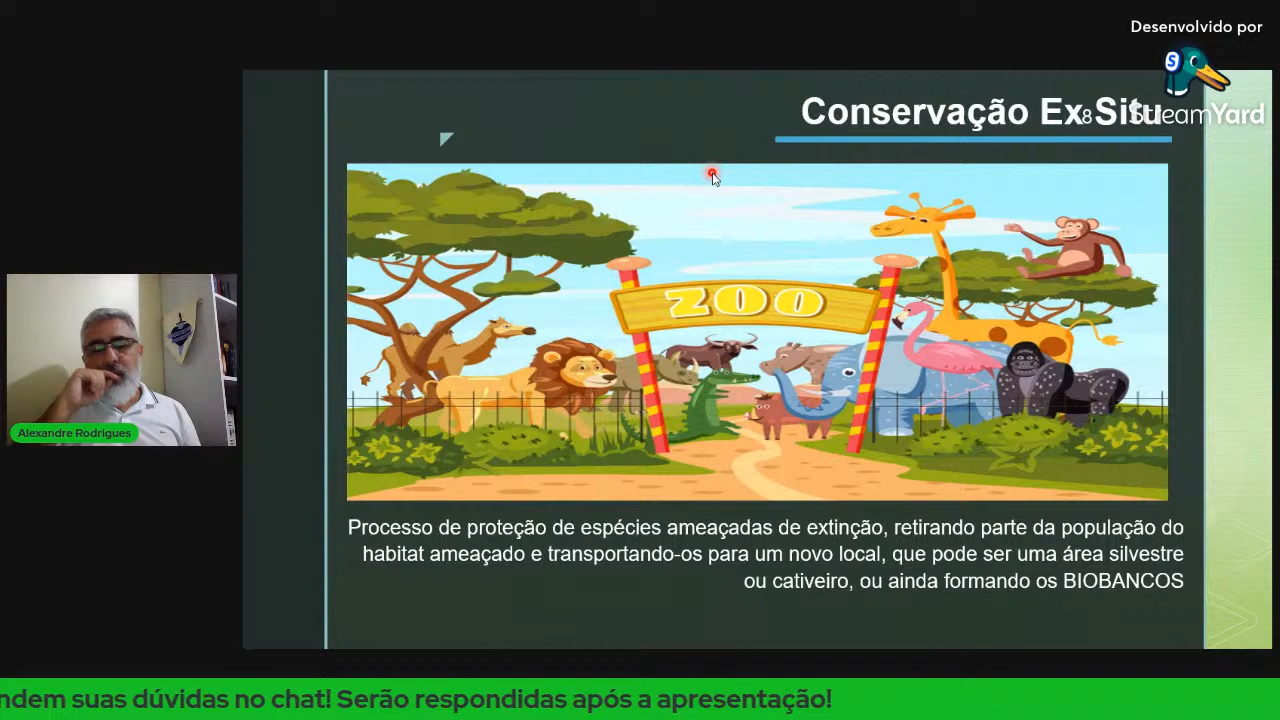 Desenvolvido por
StreamYard
Conservação Ex Situ
8
ZOO
Alexandre Rodrigues
Processo de proteção de espécies ameaçadas de extinção, retirando parte da população do
habitat ameaçado e transportando-os para um novo local, que pode ser uma área silvestre
ou cativeiro, ou ainda formando os BIOBANCOS
ndem suas dúvidas no chat! Serão respondidas após a apresentação!